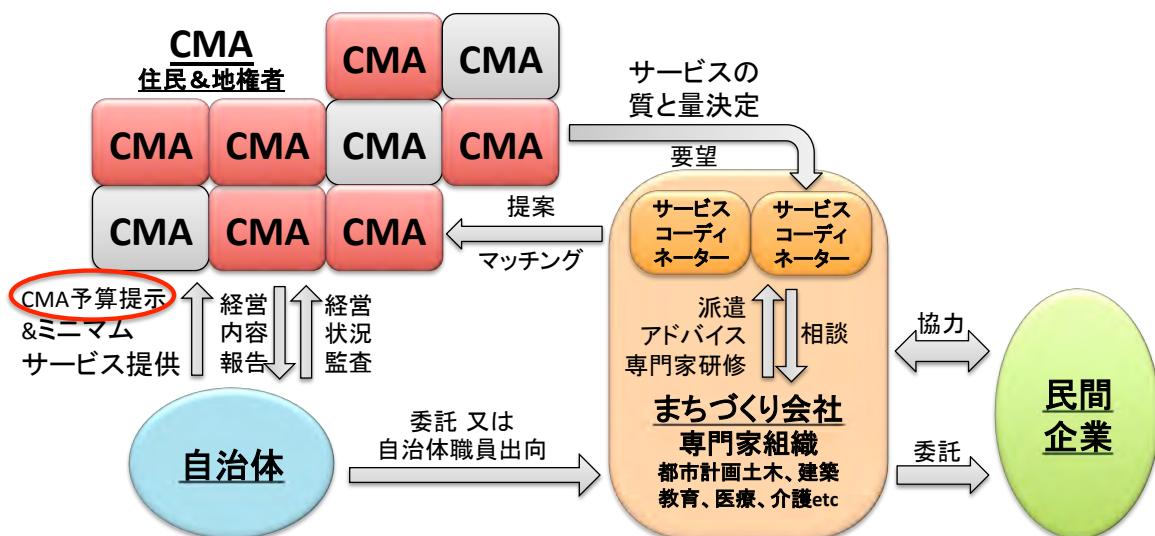 CMA
住民&地権者
CMA
CMA
CMA
CMA
CMA
CMA
CMA
CMA
CMA
サービスの
質と量決定
要望
提案
マッチング
サービス
コーディ
ネーター
サービス
コーディ
ネーター
CMA予算提示
&ミニマム
サービス提供
経営
内容
報告
経営
状況
監査
派遣
アドバイス
専門家研修
相談
協力
まちづくり会社
専門家組織
都市計画土木、建築
教育、医療、介護etc
民間
企業
委託 又は
自治体職員出向
自治体
委託